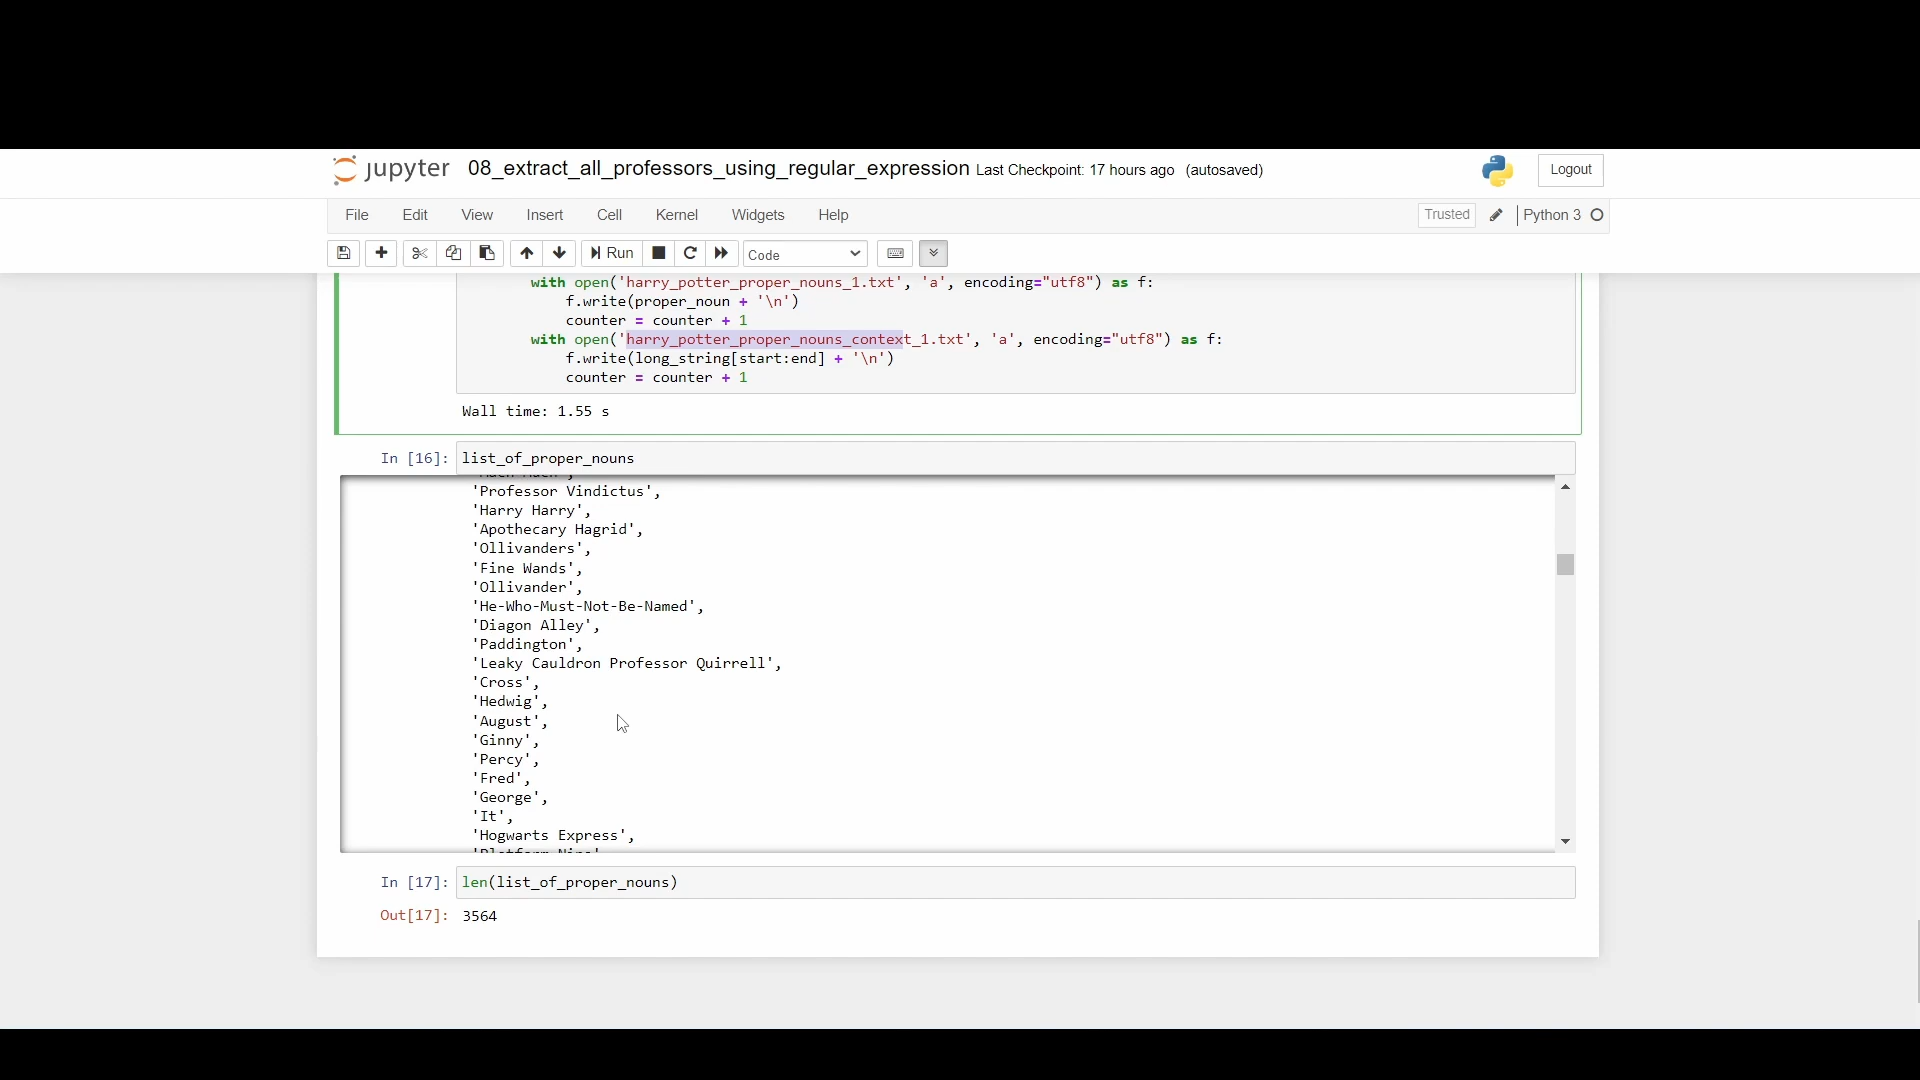 jupyter 08_extract_all_professors_using_regular_expression Last Checkpoint: 17 hours ago (autosaved) Logout
File Edit View Insert Cell Kernel Widgets Help Trusted Python 3
Run Code
with open('harry_potter_proper_nouns_1.txt', 'a', encoding="utf8") as f:
f.write(proper_noun + '\n')
counter = counter + 1
with open('harry_potter_proper_nouns_context_1.txt', 'a', encoding="utf8") as f:
f.write(long_string[start:end] + '\n')
counter = counter + 1
Wall time: 1.55 s
In [16]: list_of_proper_nouns
'Professor Vindictus',
'Harry Harry',
'Apothecary Hagrid',
'Ollivanders',
'Fine Wands',
'Ollivander',
'He-Who-Must-Not-Be-Named',
'Diagon Alley',
'Paddington',
'Leaky Cauldron Professor Quirrell',
'Cross',
'Hedwig',
'August',
'Ginny',
'Percy',
'Fred',
'George',
'It',
'Hogwarts Express',
In [17]: len(list_of_proper_nouns)
Out[17]: 3564